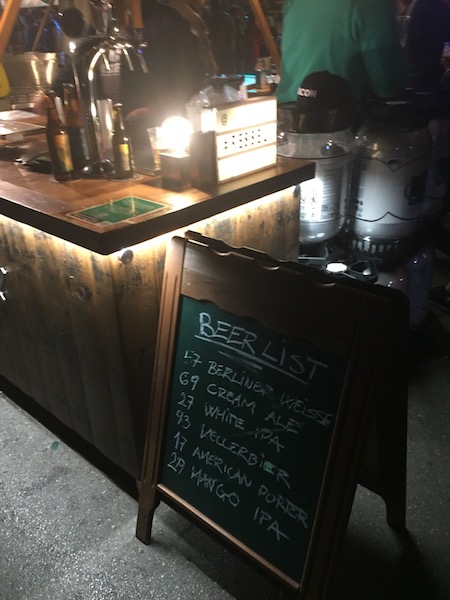 BEER LIST
57 BERLINER WEISSE
69 CREAM ALE
27 WHITE IPA
93 KELLERBIER
17 AMERICAN PORTER
29 MANGO IPA